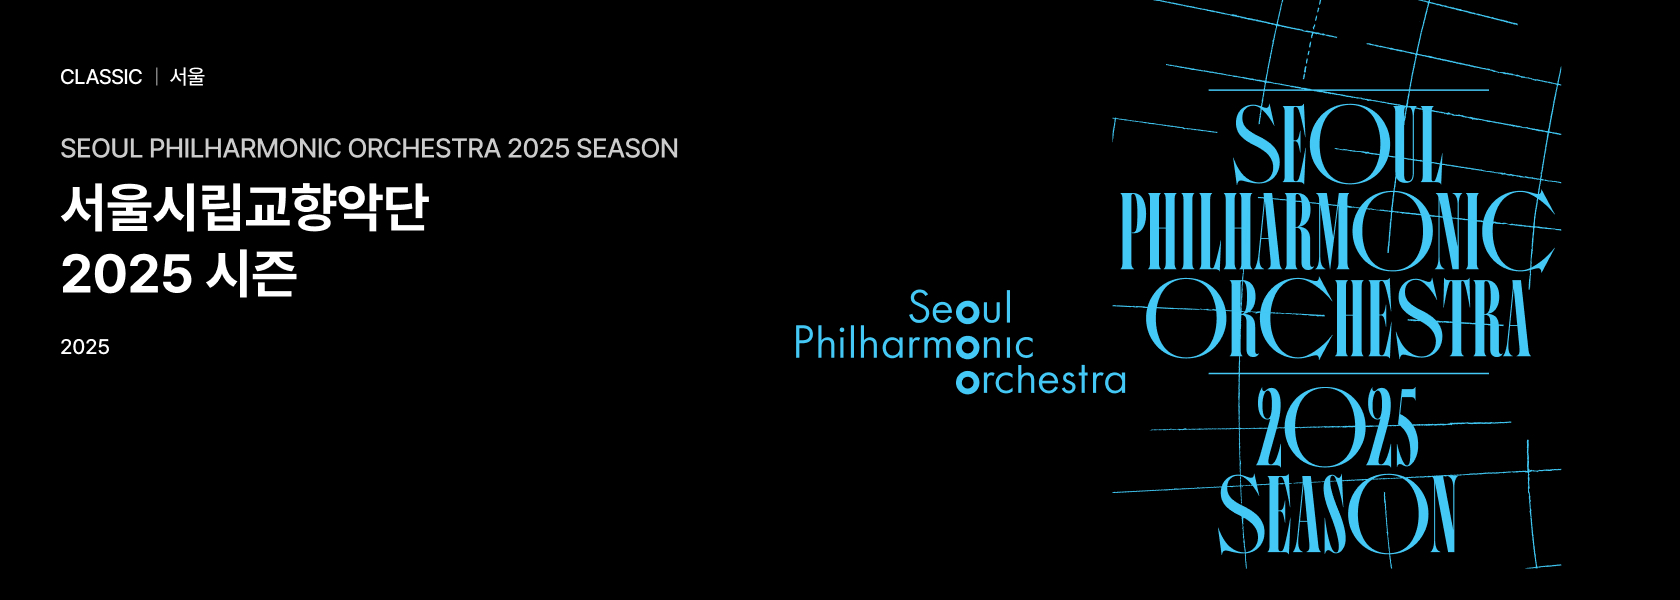 CLASSIC | 서울
SEOUL PHILHARMONIC ORCHESTRA 2025 SEASON
서울시립교향악단
2025 시즌
2025
Seoul
Philharmonic
orchestra
SEOUL
PHILHARMONIC
ORCHESTRA
2025
SEASON